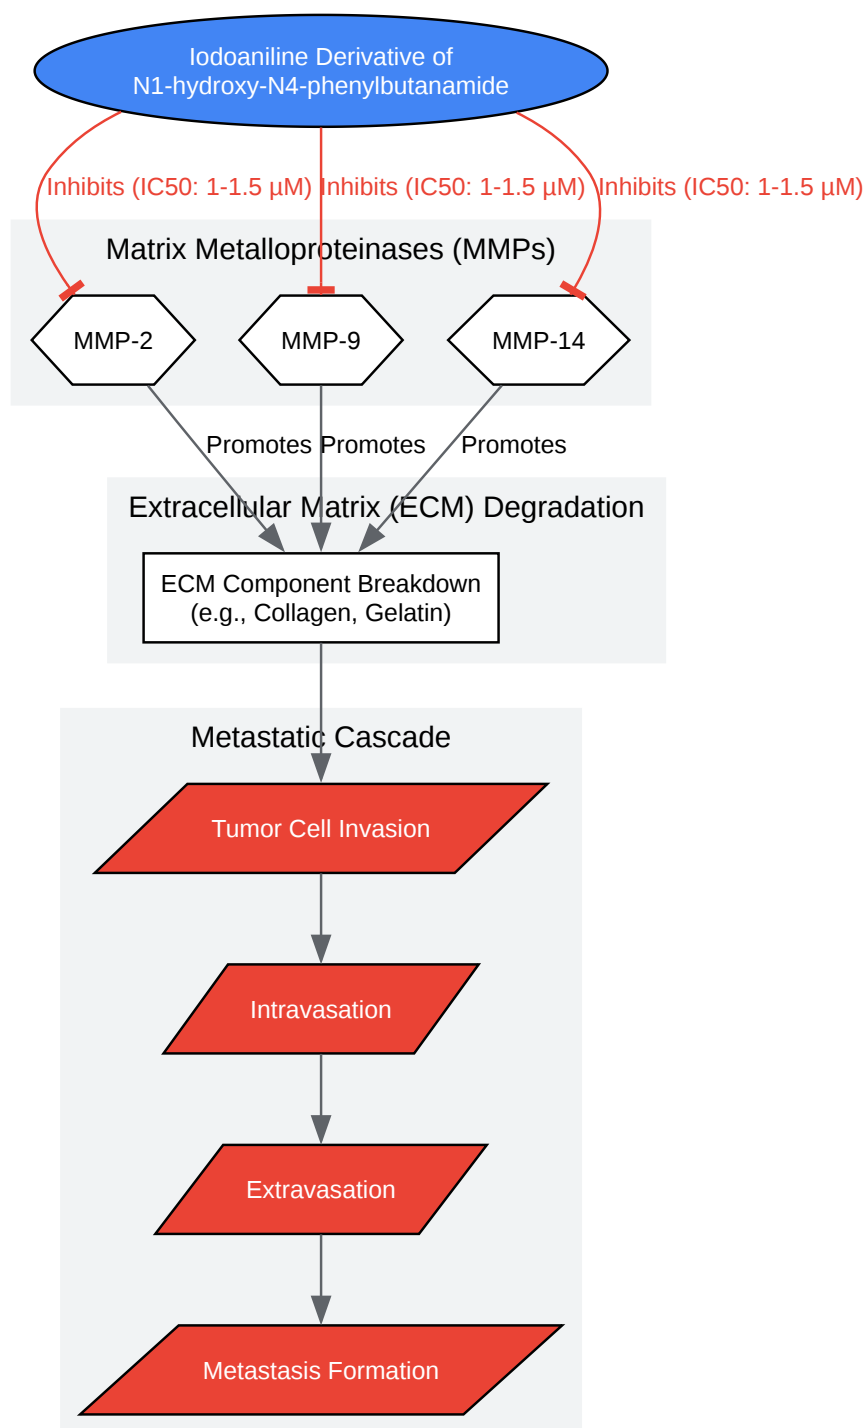 Iodoaniline Derivative of
N1-hydroxy-N4-phenylbutanamide
Inhibits (IC50: 1-1.5 µM)
Inhibits (IC50: 1-1.5 µM)
Inhibits (IC50: 1-1.5 µM)
Matrix Metalloproteinases (MMPs)
MMP-2
MMP-9
MMP-14
Promotes
Promotes
Promotes
Extracellular Matrix (ECM) Degradation
ECM Component Breakdown
(e.g., Collagen, Gelatin)
Metastatic Cascade
Tumor Cell Invasion
Intravasation
Extravasation
Metastasis Formation